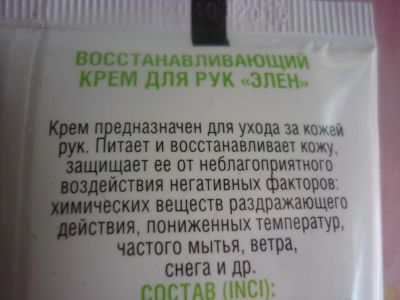 ВОССТАНАВЛИВАЮЩИЙ
КРЕМ ДЛЯ РУК «ЭЛЕН»
Крем предназначен для ухода за кожей
рук. Питает и восстанавливает кожу,
защищает ее от неблагоприятного
воздействия негативных факторов:
химических веществ раздражающего
действия, пониженных температур,
частого мытья, ветра,
снега и др.
СОСТАВ (INCI):